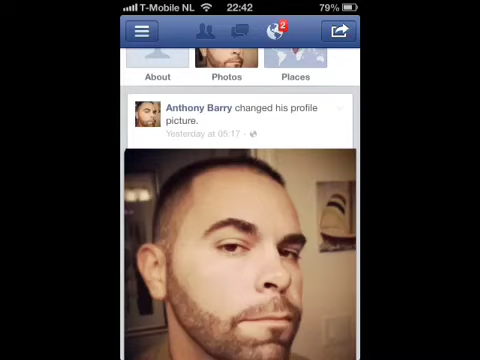 T-Mobile NL 22:42 79%
2
About Photos Places
Anthony Barry changed his profile
picture.
Yesterday at 05:17 ·